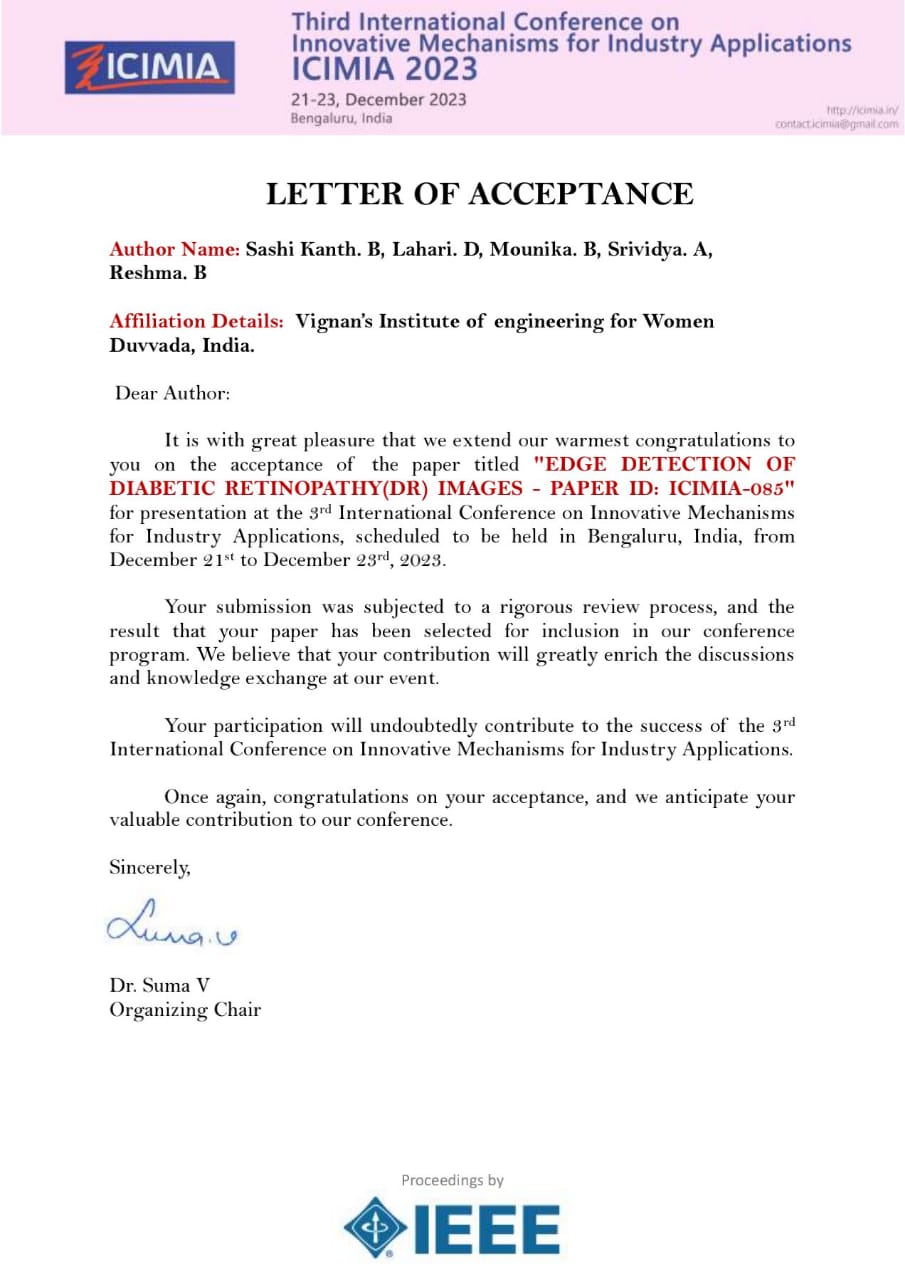 Third International Conference on
Innovative Mechanisms for Industry Applications
ICIMIA
ICIMIA 2023
21-23, December 2023
Bengaluru, India
http://icimia.in/
contact.icimia@gmail.com
LETTER OF ACCEPTANCE
Author Name: Sashi Kanth. B, Lahari. D, Mounika. B, Srividya. A,
Reshma. B
Affiliation Details: Vignan's Institute of engineering for Women
Duvvada, India.
Dear Author:
It is with great pleasure that we extend our warmest congratulations to
you on the acceptance of the paper titled "EDGE DETECTION OF
DIABETIC RETINOPATHY(DR) IMAGES - PAPER ID: ICIMIA-085"
for presentation at the 3rd International Conference on Innovative Mechanisms
for Industry Applications, scheduled to be held in Bengaluru, India, from
December 21st to December 23rd, 2023.
Your submission was subjected to a rigorous review process, and the
result that your paper has been selected for inclusion in our conference
program. We believe that your contribution will greatly enrich the discussions
and knowledge exchange at our event.
Your participation will undoubtedly contribute to the success of the 3rd
International Conference on Innovative Mechanisms for Industry Applications.
Once again, congratulations on your acceptance, and we anticipate your
valuable contribution to our conference.
Sincerely,
Suma.v
Dr. Suma V
Organizing Chair
Proceedings by
IEEE